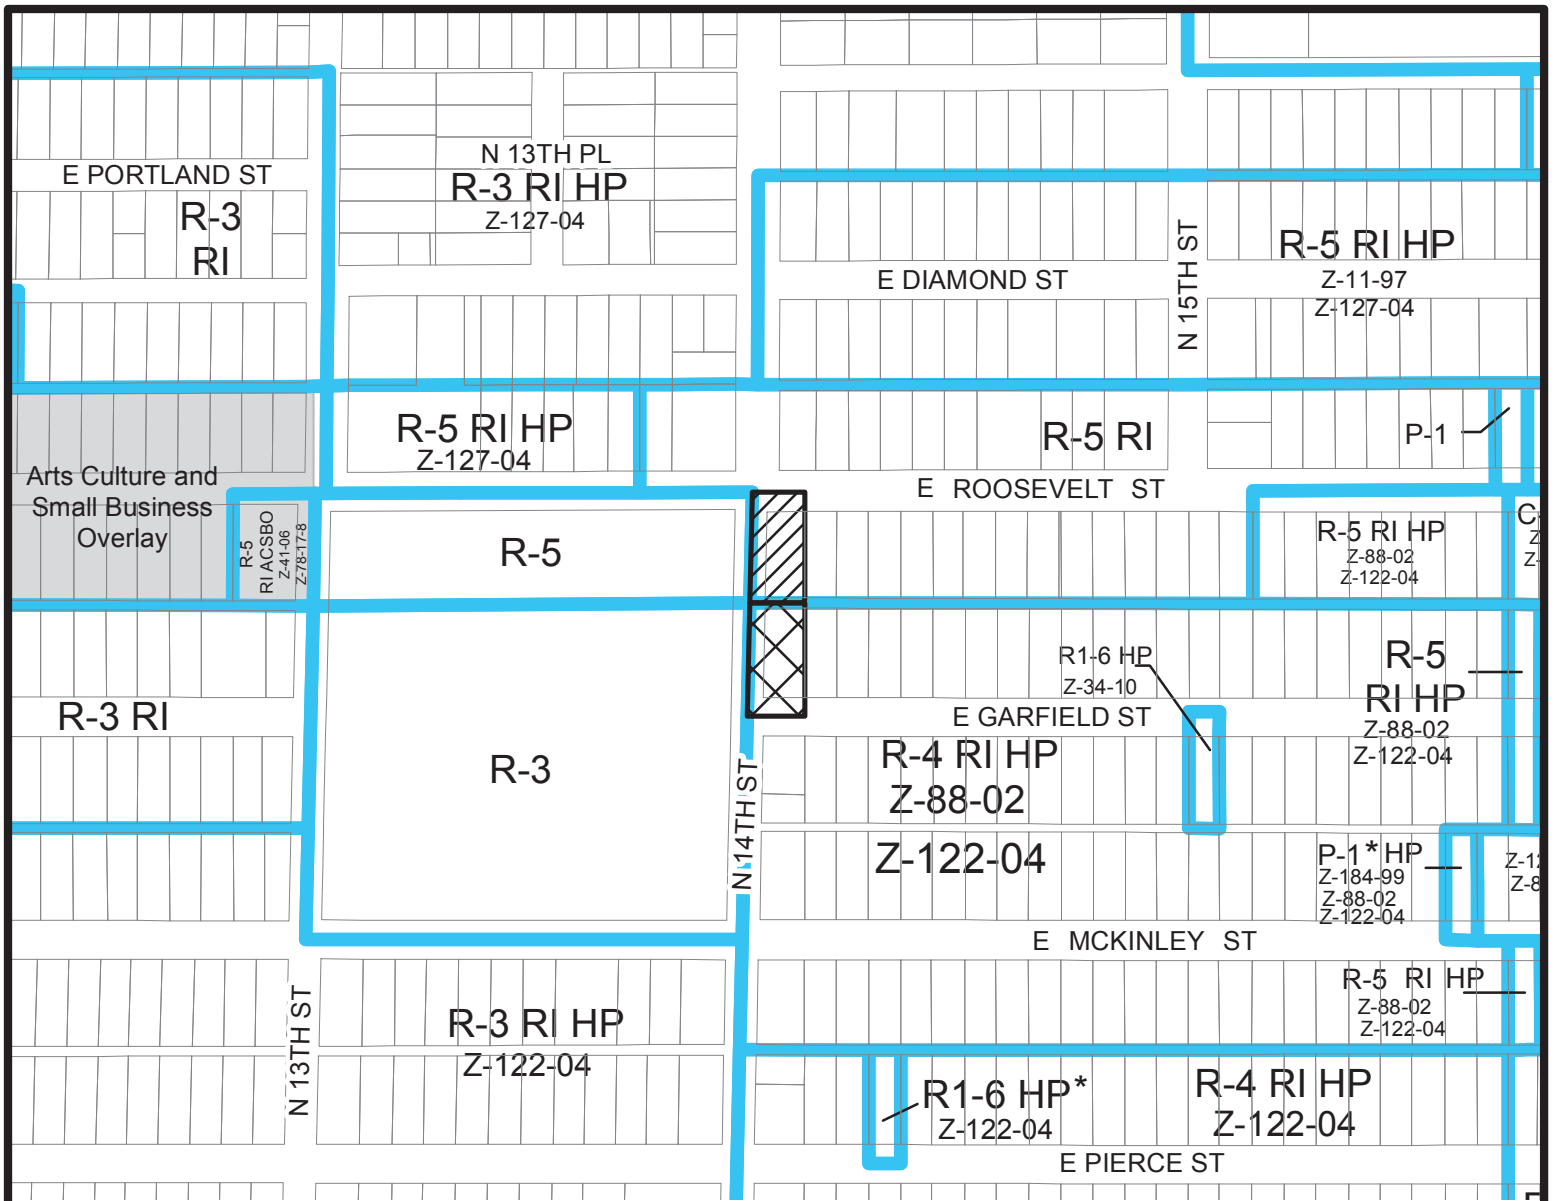 N 13TH PL
R-3 RI HP
Z-127-04
E PORTLAND ST
R-3
RI
N 15TH ST
R-5 RI HP
Z-11-97
Z-127-04
E DIAMOND ST
R-5 RI HP
Z-127-04
R-5 RI
P-1
Arts Culture and
Small Business
Overlay
E ROOSEVELT ST
R-5
RI ACSBO
Z-41-06
Z-78-17-8
R-5
R-5 RI HP
Z-88-02
Z-122-04
C
Z
Z-
R1-6 HP
Z-34-10
R-5
RI HP
Z-88-02
Z-122-04
R-3 RI
E GARFIELD ST
R-3
R-4 RI HP
Z-88-02
Z-122-04
N 14TH ST
P-1* HP
Z-184-99
Z-88-02
Z-122-04
Z-12
Z-8
E MCKINLEY ST
R-5 RI HP
Z-88-02
Z-122-04
N 13TH ST
R-3 RI HP
Z-122-04
R1-6 HP*
Z-122-04
R-4 RI HP
Z-122-04
E PIERCE ST